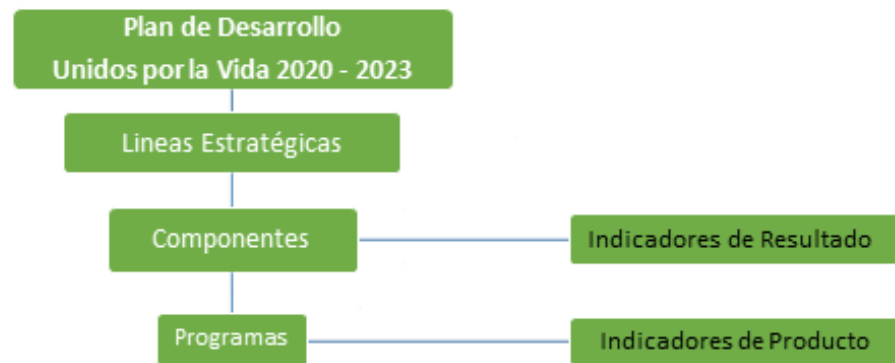 Plan de Desarrollo
Unidos por la Vida 2020 - 2023
Lineas Estratégicas
Componentes
Indicadores de Resultado
Programas
Indicadores de Producto